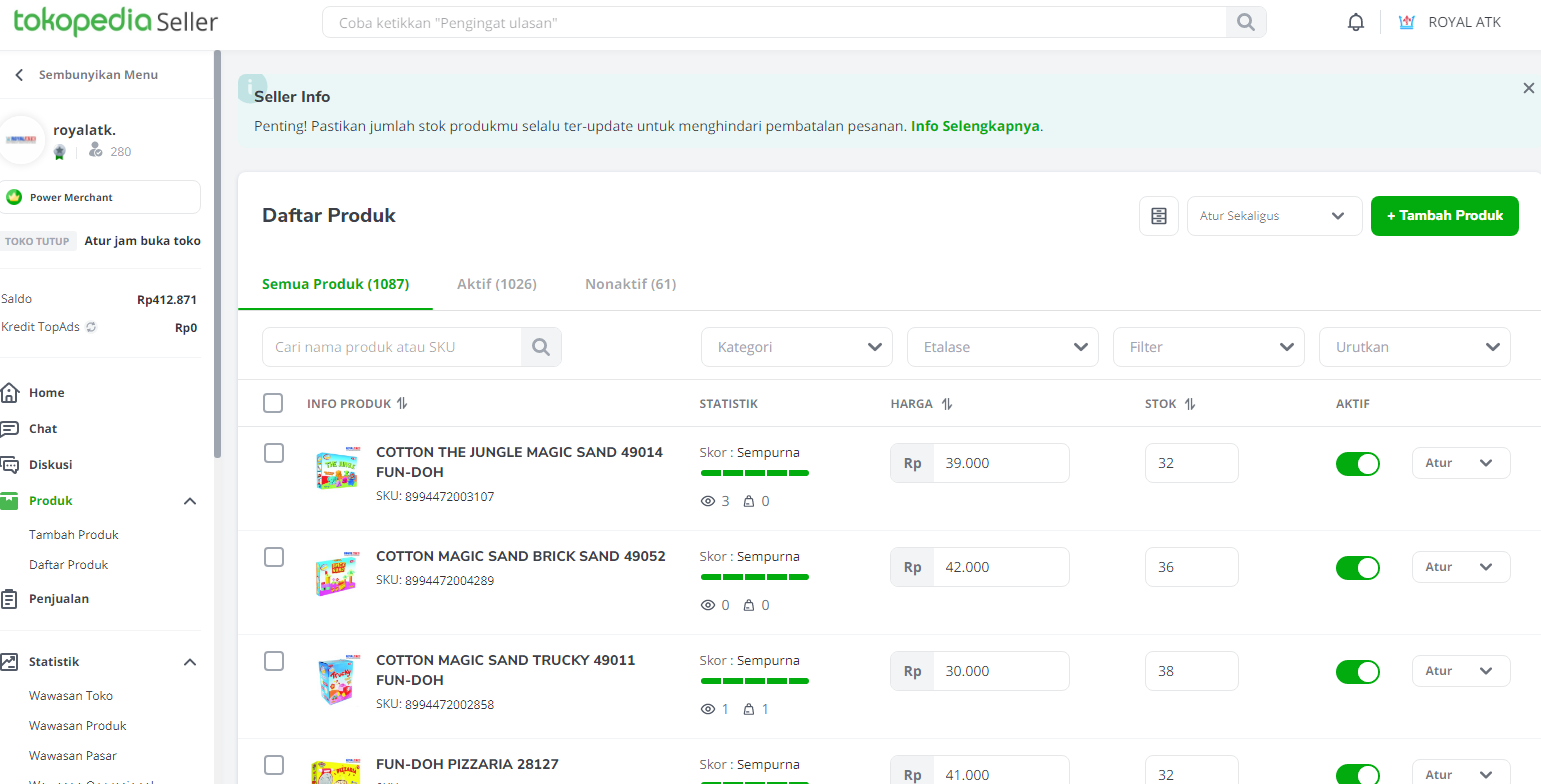 tokopedia Seller
Coba ketikkan "Pengingat ulasan"
ROYAL ATK
Sembunyikan Menu
royalatk.
280
Power Merchant
TOKO TUTUP Atur jam buka toko
Saldo Rp412.871
Kredit TopAds Rp0
Home
Chat
Diskusi
Produk
Tambah Produk
Daftar Produk
Penjualan
Statistik
Wawasan Toko
Wawasan Produk
Wawasan Pasar
Seller Info
Penting! Pastikan jumlah stok produkmu selalu ter-update untuk menghindari pembatalan pesanan. Info Selengkapnya.
Daftar Produk
Atur Sekaligus
+ Tambah Produk
Semua Produk (1087) Aktif (1026) Nonaktif (61)
Cari nama produk atau SKU Kategori Etalase Filter Urutkan
INFO PRODUK STATISTIK HARGA STOK AKTIF
COTTON THE JUNGLE MAGIC SAND 49014
FUN-DOH
SKU: 8994472003107
Skor : Sempurna
3 0
Rp 39.000
32
Atur
COTTON MAGIC SAND BRICK SAND 49052
SKU: 8994472004289
Skor : Sempurna
0 0
Rp 42.000
36
Atur
COTTON MAGIC SAND TRUCKY 49011
FUN-DOH
SKU: 8994472002858
Skor : Sempurna
1 1
Rp 30.000
38
Atur
FUN-DOH PIZZARIA 28127
Skor : Sempurna
Rp 41.000
32
Atur